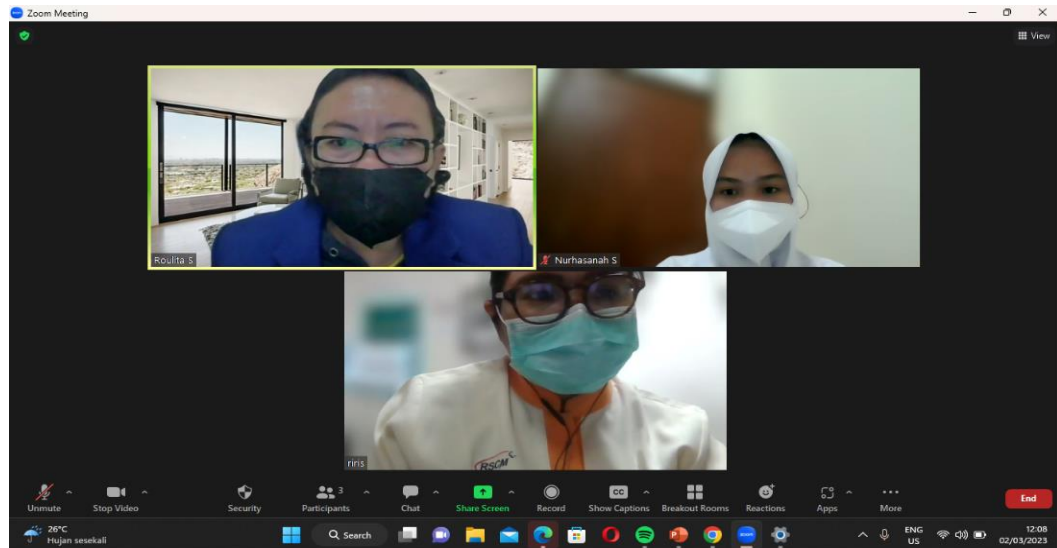 Zoom Meeting
View
Roulita S
Nurhasanah S
riris
RSCM
Unmute
Stop Video
Security
Participants
3
Chat
Share Screen
Record
CC
Show Captions
Breakout Rooms
Reactions
Apps
More
End
26°C
Hujan sesekali
Search
ENG
US
12:08
02/03/2023